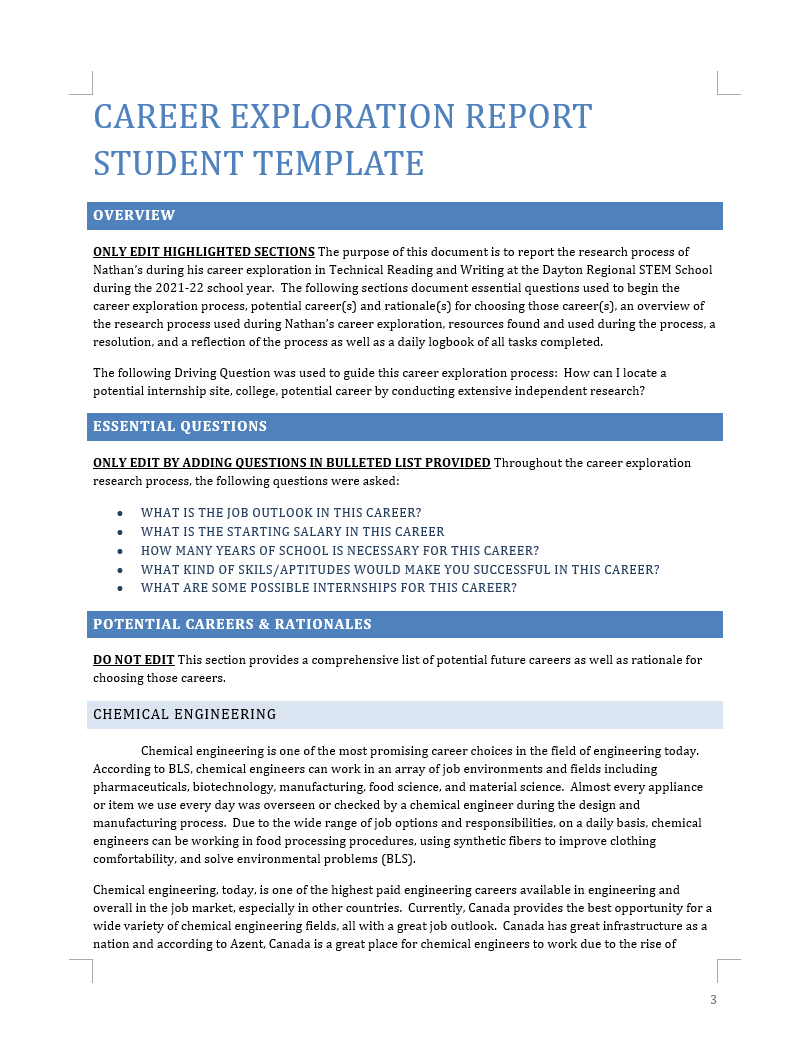 CAREER EXPLORATION REPORT
STUDENT TEMPLATE
OVERVIEW
ONLY EDIT HIGHLIGHTED SECTIONS The purpose of this document is to report the research process of
Nathan's during his career exploration in Technical Reading and Writing at the Dayton Regional STEM School
during the 2021-22 school year.  The following sections document essential questions used to begin the
career exploration process, potential career(s) and rationale(s) for choosing those career(s), an overview of
the research process used during Nathan's career exploration, resources found and used during the process, a
resolution, and a reflection of the process as well as a daily logbook of all tasks completed.
The following Driving Question was used to guide this career exploration process:  How can I locate a
potential internship site, college, potential career by conducting extensive independent research?
ESSENTIAL QUESTIONS
ONLY EDIT BY ADDING QUESTIONS IN BULLETED LIST PROVIDED Throughout the career exploration
research process, the following questions were asked:
• WHAT IS THE JOB OUTLOOK IN THIS CAREER?
• WHAT IS THE STARTING SALARY IN THIS CAREER
• HOW MANY YEARS OF SCHOOL IS NECESSARY FOR THIS CAREER?
• WHAT KIND OF SKILS/APTITUDES WOULD MAKE YOU SUCCESSFUL IN THIS CAREER?
• WHAT ARE SOME POSSIBLE INTERNSHIPS FOR THIS CAREER?
POTENTIAL CAREERS & RATIONALES
DO NOT EDIT This section provides a comprehensive list of potential future careers as well as rationale for
choosing those careers.
CHEMICAL ENGINEERING
Chemical engineering is one of the most promising career choices in the field of engineering today.
According to BLS, chemical engineers can work in an array of job environments and fields including
pharmaceuticals, biotechnology, manufacturing, food science, and material science.  Almost every appliance
or item we use every day was overseen or checked by a chemical engineer during the design and
manufacturing process.  Due to the wide range of job options and responsibilities, on a daily basis, chemical
engineers can be working in food processing procedures, using synthetic fibers to improve clothing
comfortability, and solve environmental problems (BLS).
Chemical engineering, today, is one of the highest paid engineering careers available in engineering and
overall in the job market, especially in other countries.  Currently, Canada provides the best opportunity for a
wide variety of chemical engineering fields, all with a great job outlook.  Canada has great infrastructure as a
nation and according to Azent, Canada is a great place for chemical engineers to work due to the rise of
3